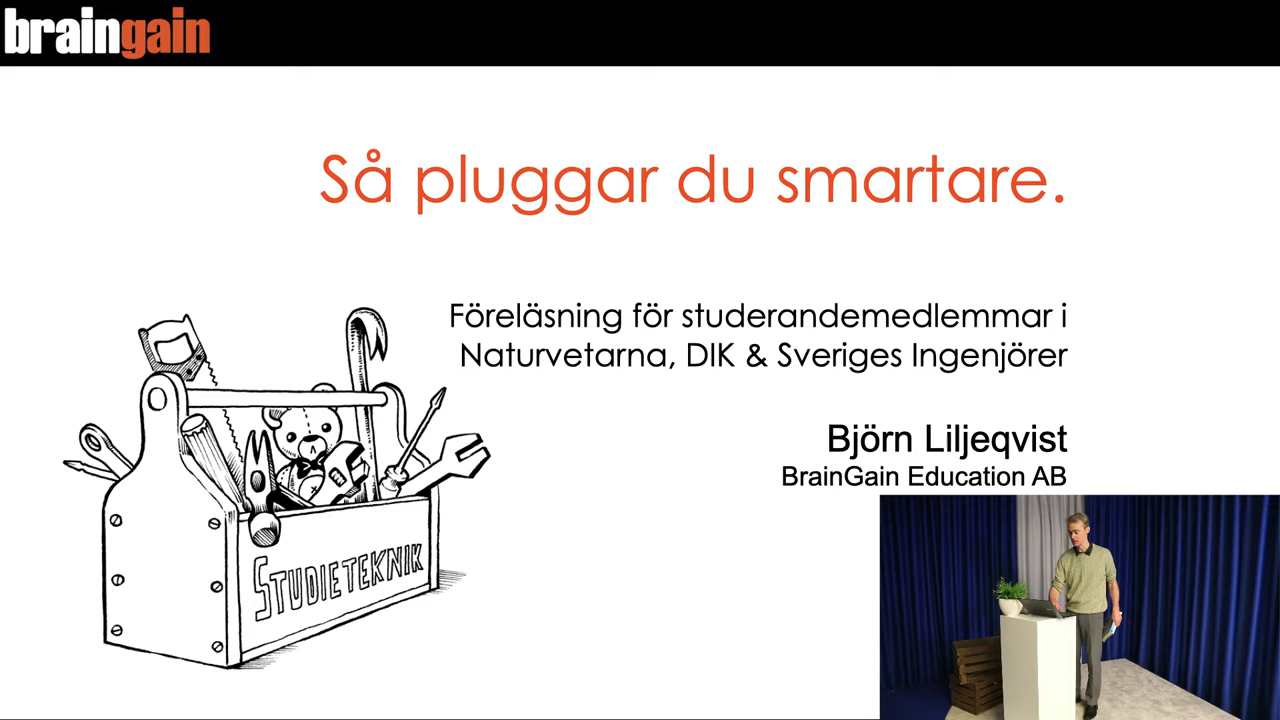 braingain
Så pluggar du smartare.
Föreläsning för studerandemedlemmar i
Naturvetarna, DIK & Sveriges Ingenjörer
Björn Liljeqvist
BrainGain Education AB
STUDIETEKNIK